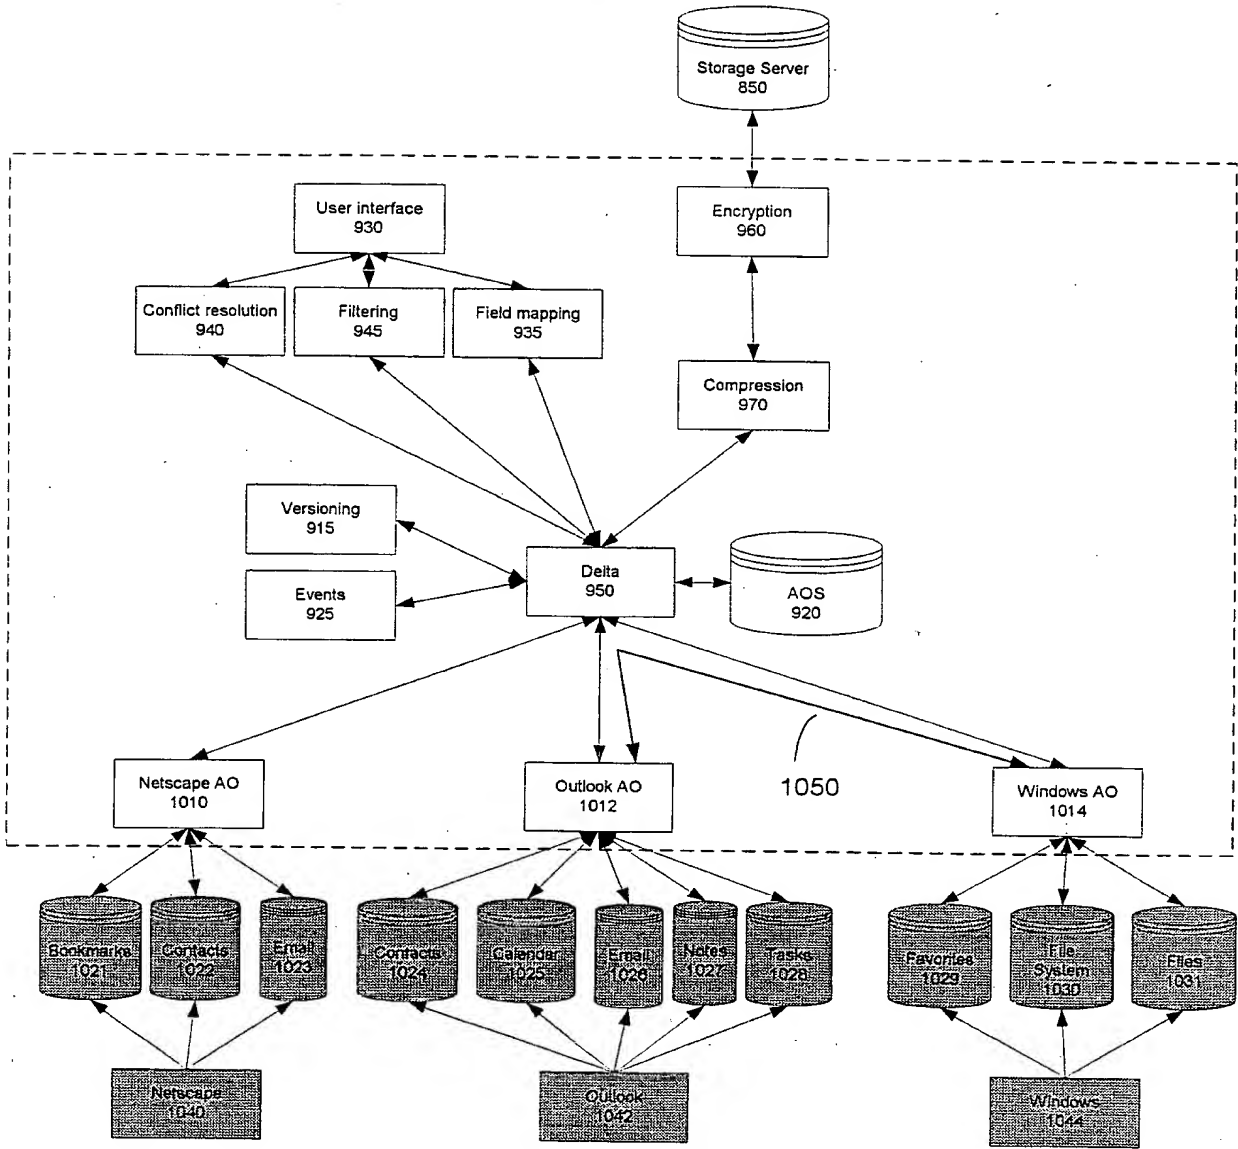 Storage Server
850
User interface
930
Encryption
960
Conflict resolution
940
Filtering
945
Field mapping
935
Compression
970
Versioning
915
Events
925
Delta
950
AOS
920
1050
Netscape AO
1010
Outlook AO
1012
Windows AO
1014
Bookmarks
1021
Contacts
1022
Email
1023
Contacts
1024
Calendar
1025
Email
1026
Notes
1027
Tasks
1028
Favorites
1029
File
System
1030
Files
1031
Netscape
1040
Outlook
1042
Windows
1044